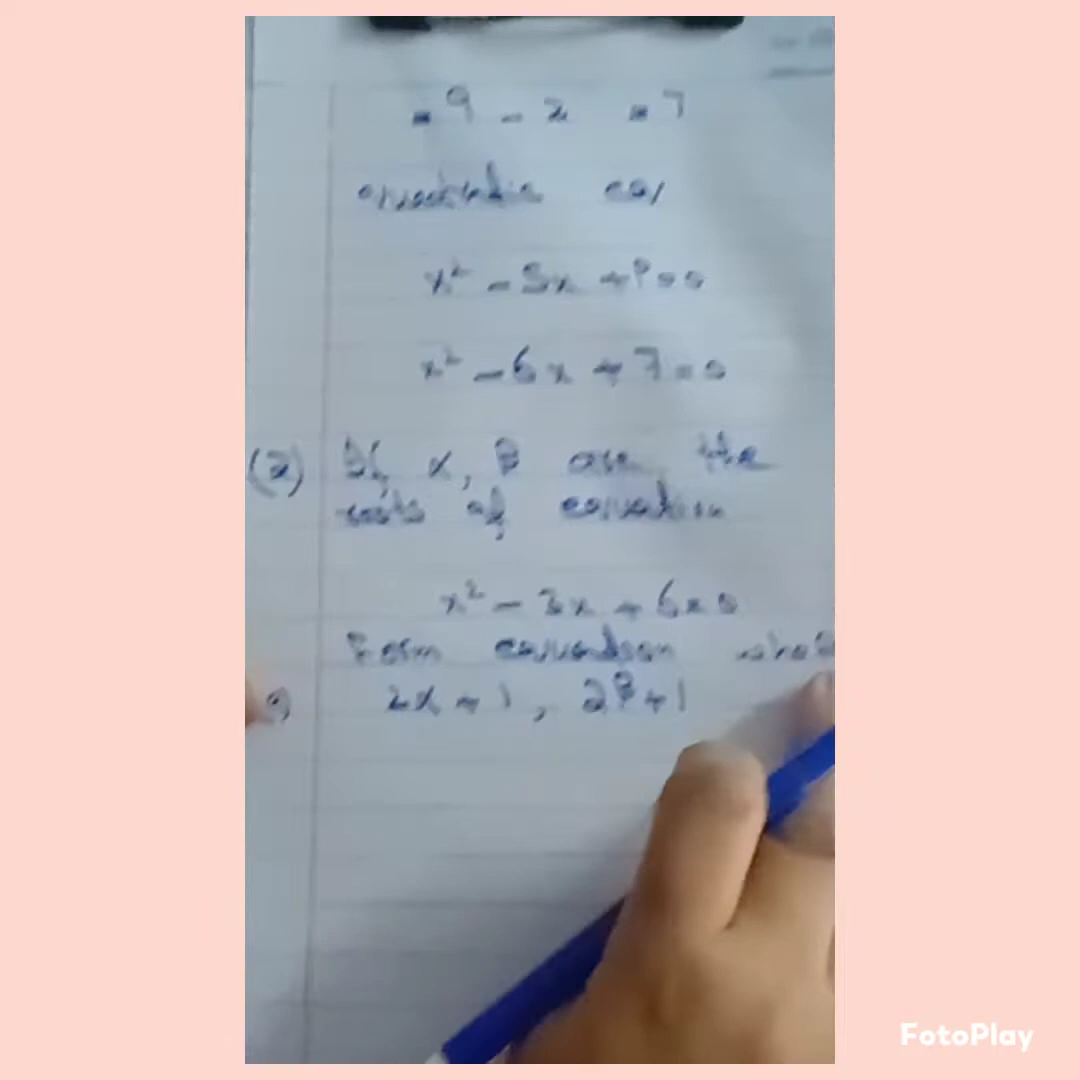 = 9 - 2 = 7
quadratic eq/
x² - Sx + P = 0
x² - 6x + 7 = 0
(2) If α, β are the
roots of equation
x² - 3x + 6 = 0
Form equation
2α + 1, 2β + 1
FotoPlay